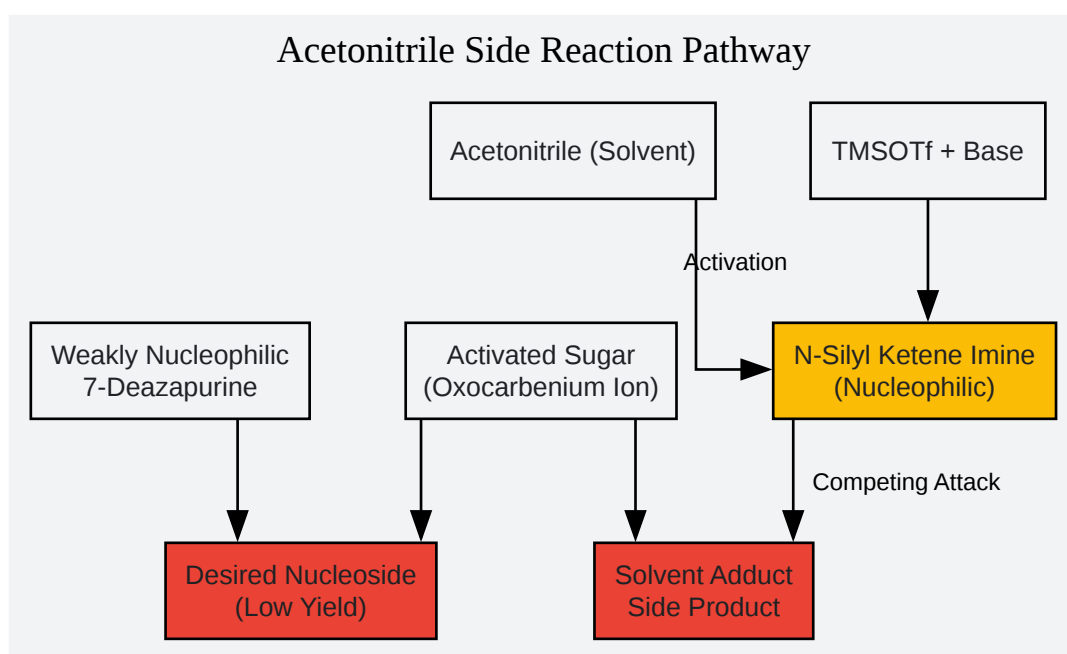 Acetonitrile Side Reaction Pathway
Acetonitrile (Solvent)
TMSOTf + Base
Activation
Weakly Nucleophilic
7-Deazapurine
Activated Sugar
(Oxocarbenium Ion)
N-Silyl Ketene Imine
(Nucleophilic)
Competing Attack
Desired Nucleoside
(Low Yield)
Solvent Adduct
Side Product